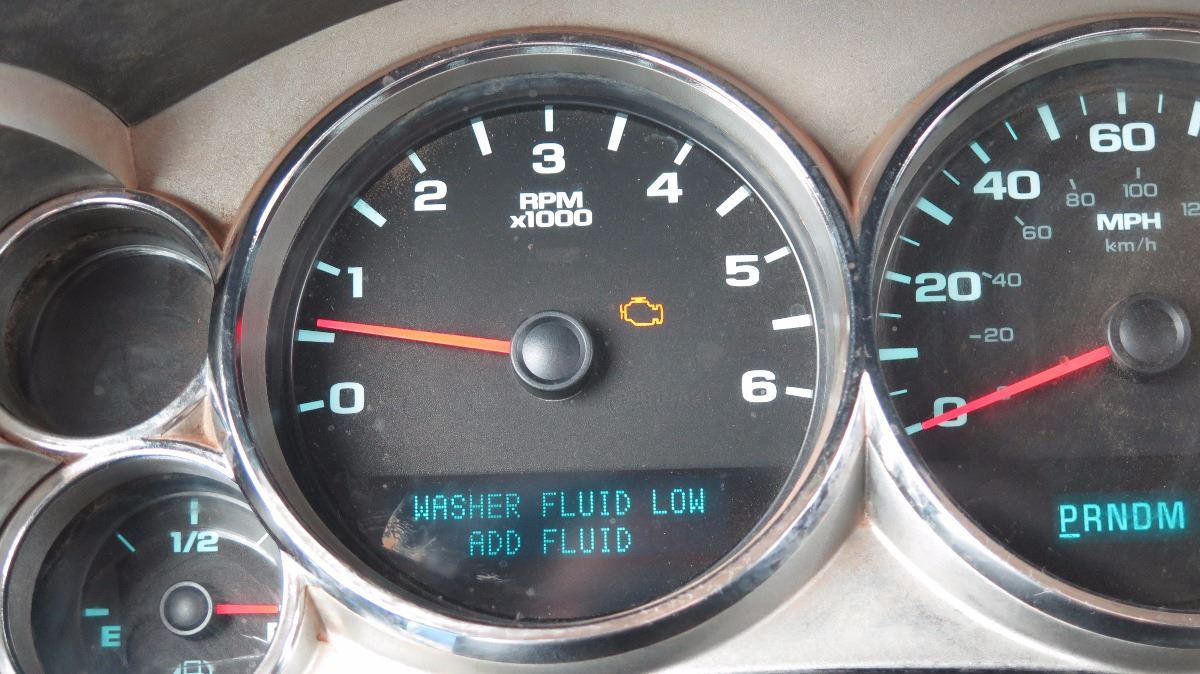 3
2
4
RPM
x1000
1
5
0
6
WASHER FLUID LOW
ADD FLUID
60
40
80
100
MPH
60
km/h
20
40
20
0
PRNDM
1/2
E